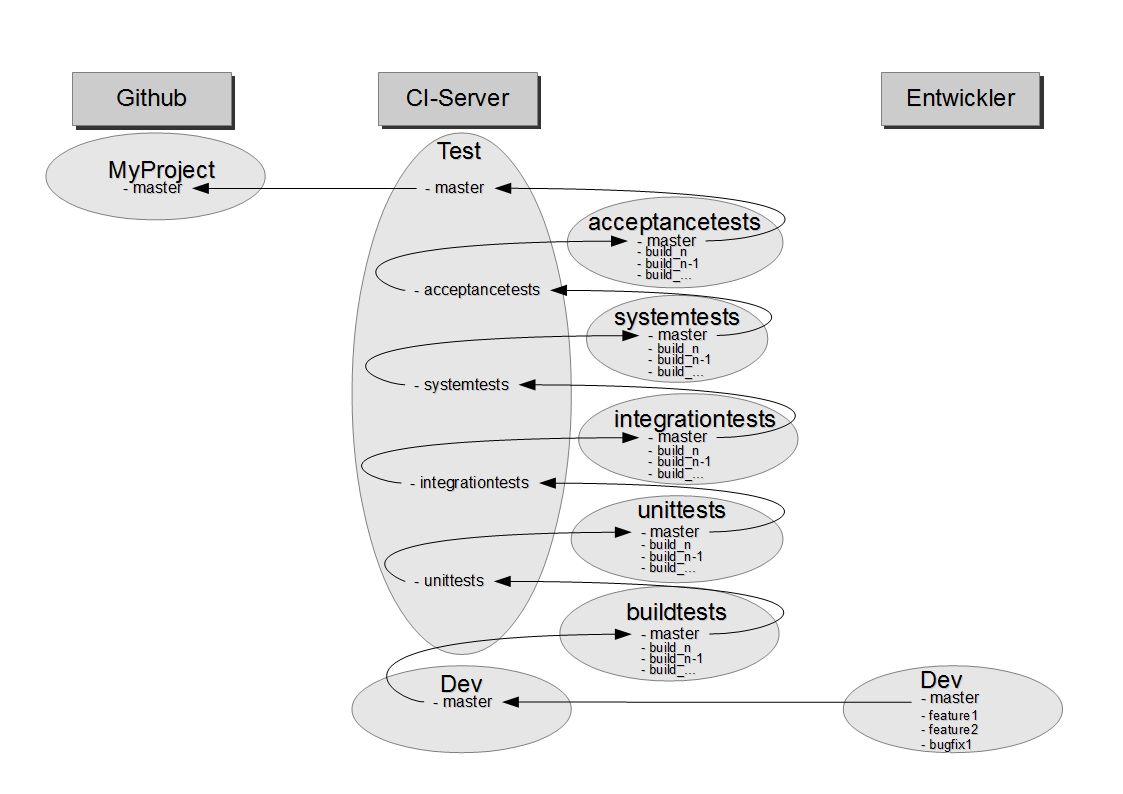 Github
CI-Server
Entwickler
MyProject
- master
Test
- master
acceptancetests
- master
- build_n
- build_n-1
- build_...
- acceptancetests
systemtests
- master
- build_n
- build_n-1
- build_...
- systemtests
integrationtests
- master
- build_n
- build_n-1
- build_...
- integrationtests
unittests
- master
- build_n
- build_n-1
- build_...
- unittests
buildtests
- master
- build_n
- build_n-1
- build_...
Dev
- master
Dev
- master
- feature1
- feature2
- bugfix1